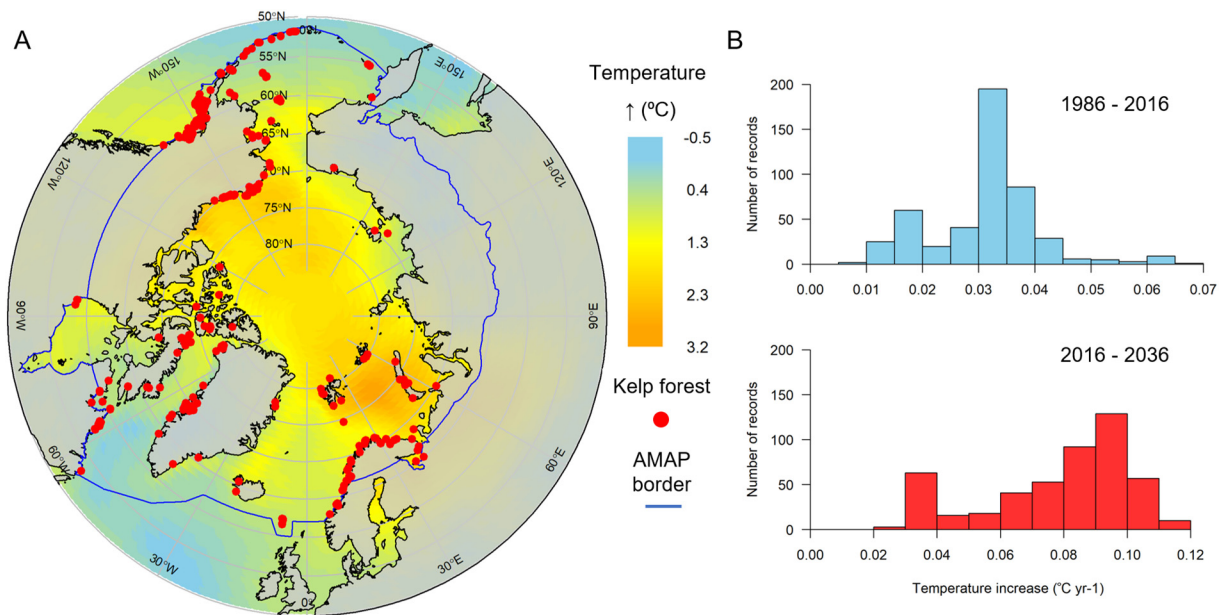 A
50°N
55°N
60°N
65°N
70°N
75°N
80°N
150°W
120°W
90°W
60°W
30°W
0°
30°E
60°E
90°E
120°E
150°E
Temperature
↑ (ºC)
-0.5
0.4
1.3
2.3
3.2
Kelp forest
AMAP
border
B
1986 - 2016
Number of records
200
150
100
50
0
0.00 0.01 0.02 0.03 0.04 0.05 0.06 0.07
2016 - 2036
Number of records
200
150
100
50
0
0.00 0.02 0.04 0.06 0.08 0.10 0.12
Temperature increase (°C yr-1)